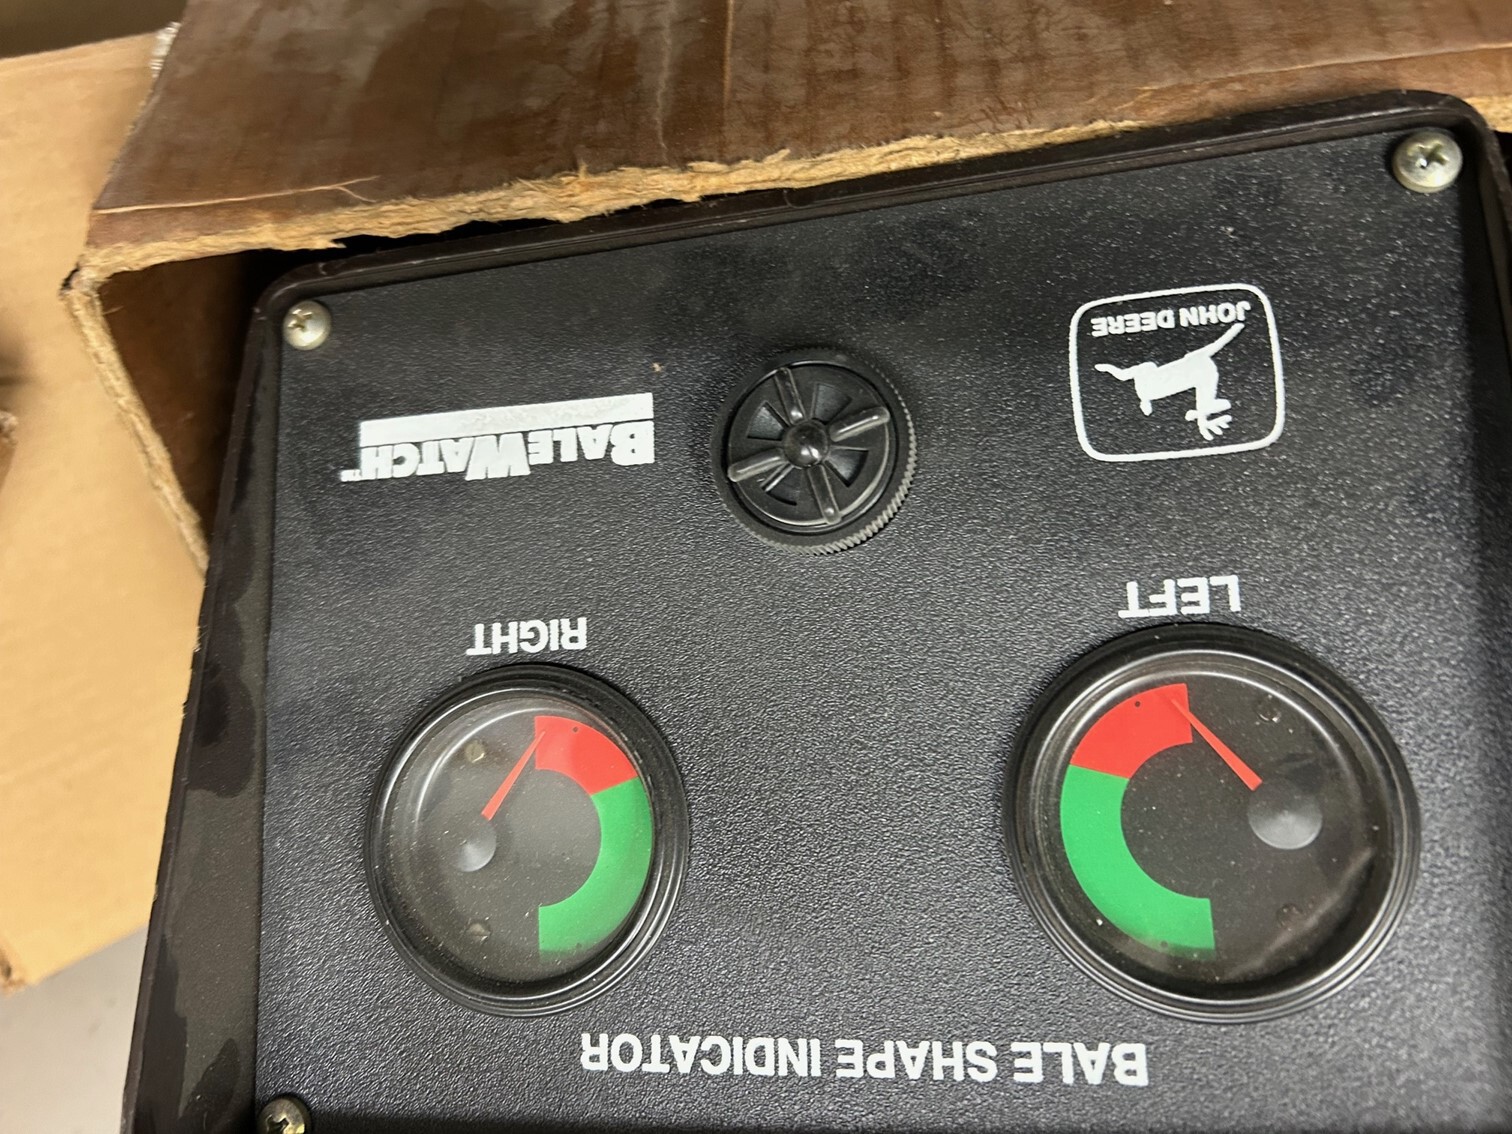 BALE SHAPE INDICATOR
LEFT
RIGHT
JOHN DEERE
BALEWATCH™